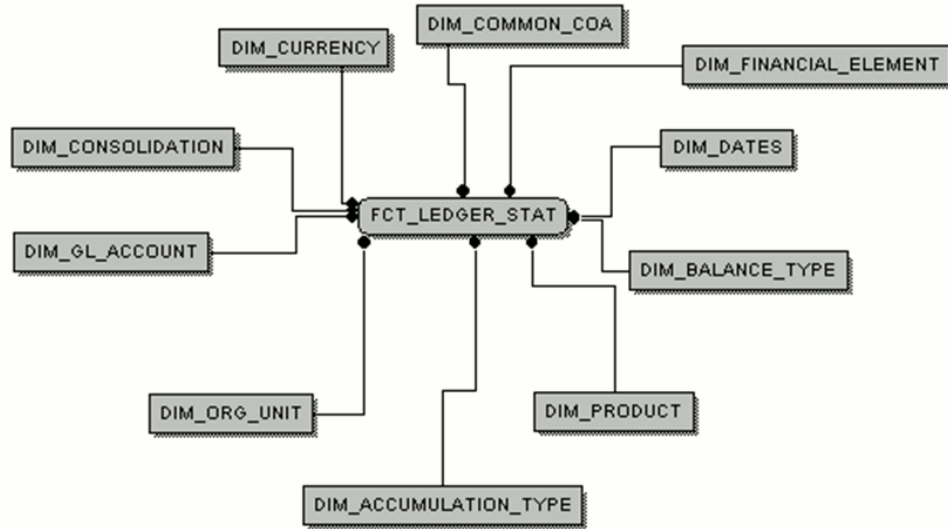 DIM_COMMON_COA
DIM_CURRENCY
DIM_FINANCIAL_ELEMENT
DIM_CONSOLIDATION
DIM_DATES
FCT_LEDGER_STAT
DIM_GL_ACCOUNT
DIM_BALANCE_TYPE
DIM_ORG_UNIT
DIM_PRODUCT
DIM_ACCUMULATION_TYPE